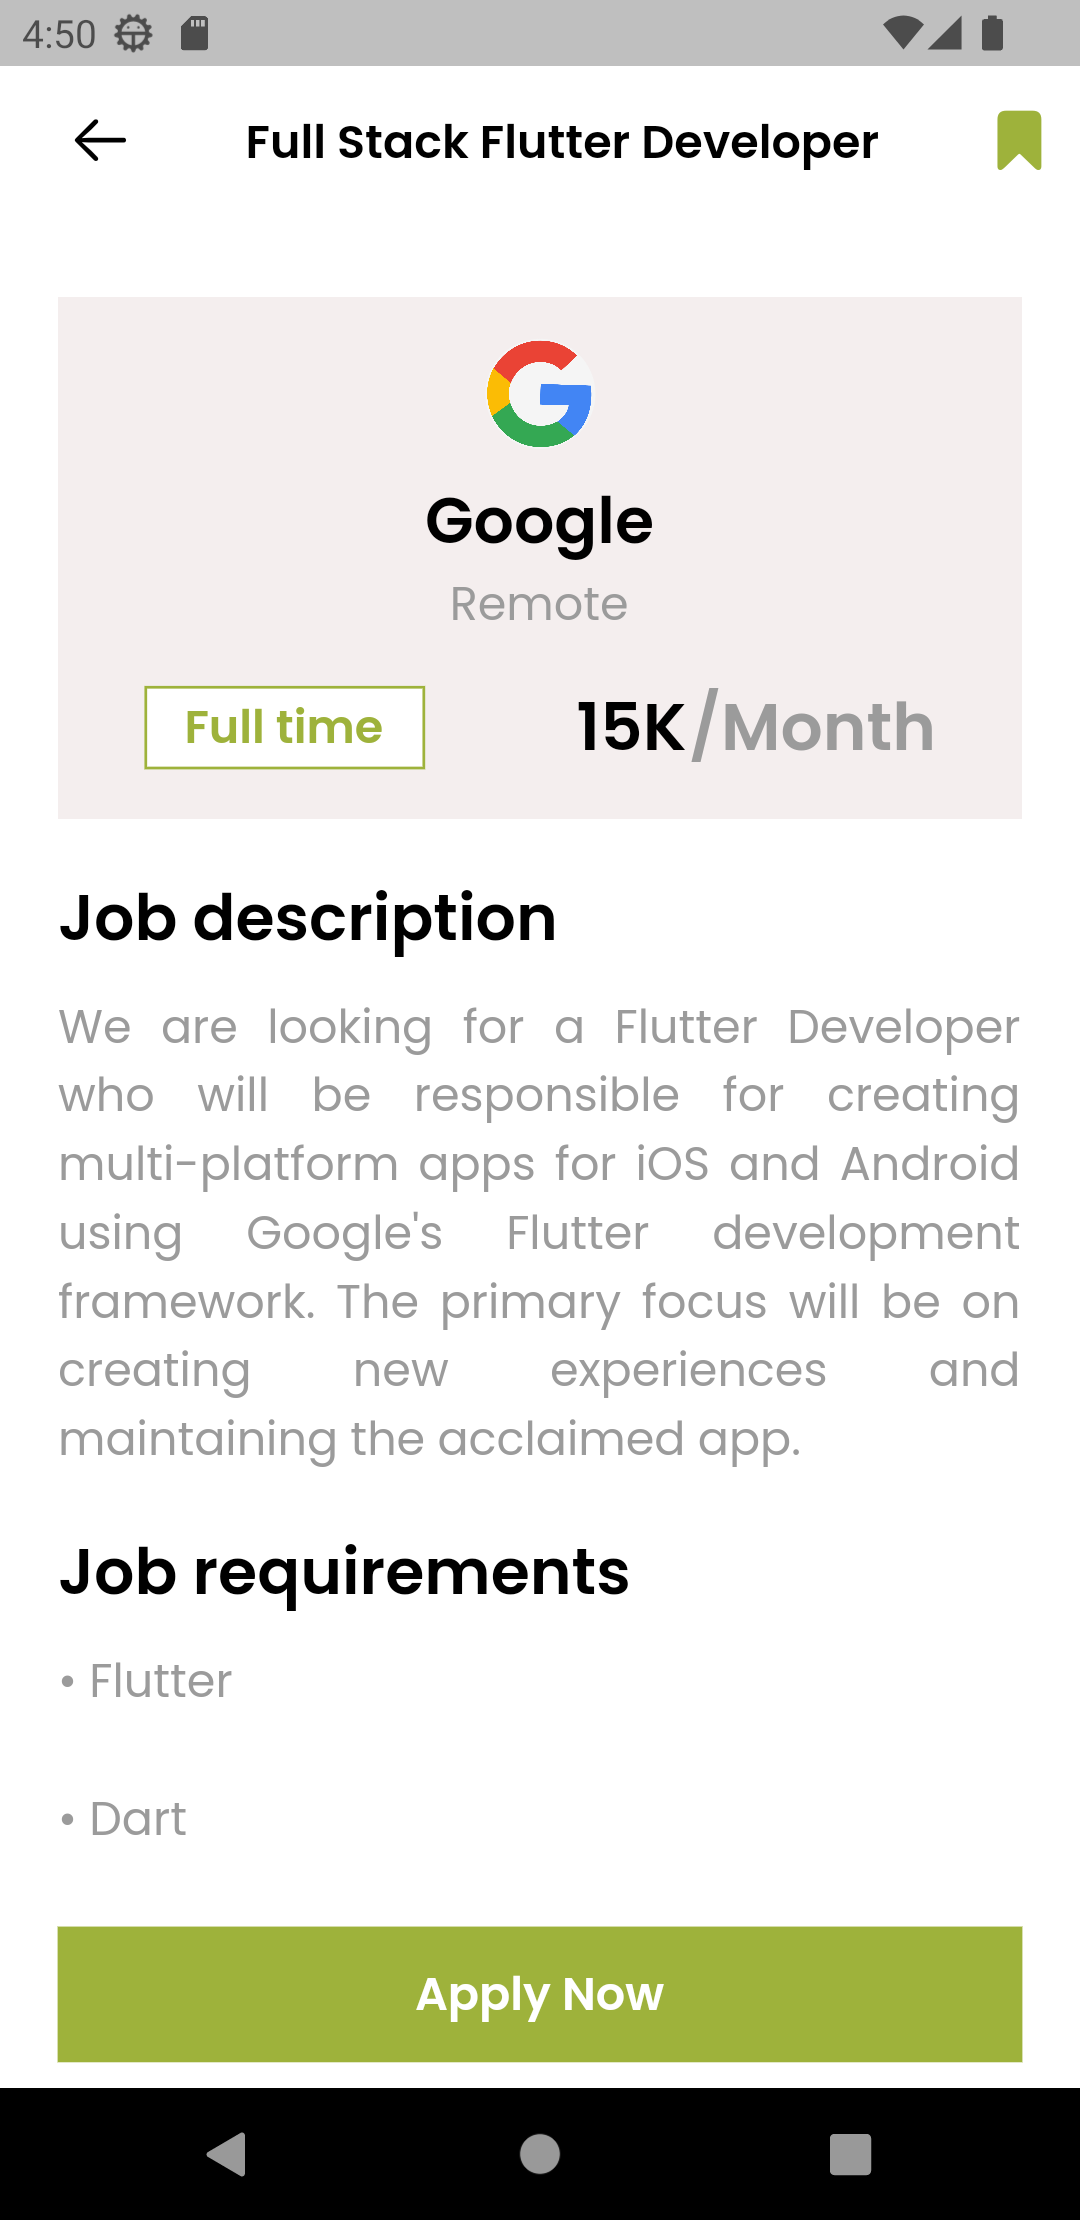 4:50
Full Stack Flutter Developer
Google
Remote
Full time
15K/Month
Job description
We are looking for a Flutter Developer
who will be responsible for creating
multi-platform apps for iOS and Android
using Google's Flutter development
framework. The primary focus will be on
creating new experiences and
maintaining the acclaimed app.
Job requirements
• Flutter
• Dart
Apply Now